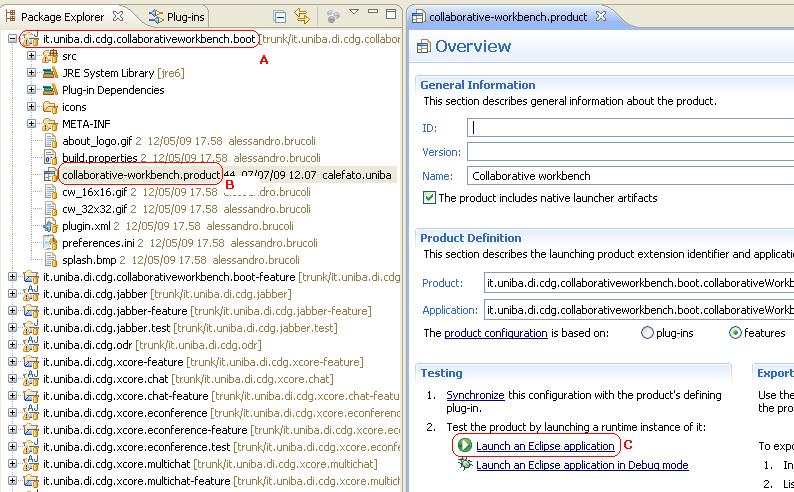 Package Explorer
Plug-ins
it.uniba.di.cdg.collaborativeworkbench.boot [trunk/it.uniba.di.cdg.collabor
A
src
JRE System Library [jre6]
Plug-in Dependencies
icons
META-INF
about_logo.gif 2 12/05/09 17.58 alessandro.brucoli
build.properties 2 12/05/09 17.58 alessandro.brucoli
collaborative-workbench.product 44 07/07/09 12.07 calefato.uniba
B
cw_16x16.gif 2 12/05/09 17.58 alessandro.brucoli
cw_32x32.gif 2 12/05/09 17.58 alessandro.brucoli
plugin.xml 2 12/05/09 17.58 alessandro.brucoli
preferences.ini 2 12/05/09 17.58 alessandro.brucoli
splash.bmp 2 12/05/09 17.58 alessandro.brucoli
it.uniba.di.cdg.collaborativeworkbench.boot-feature [trunk/it.uniba.di.cdg
it.uniba.di.cdg.jabber [trunk/it.uniba.di.cdg.jabber]
it.uniba.di.cdg.jabber-feature [trunk/it.uniba.di.cdg.jabber-feature]
it.uniba.di.cdg.jabber.test [trunk/it.uniba.di.cdg.jabber.test]
it.uniba.di.cdg.odr [trunk/it.uniba.di.cdg.odr]
it.uniba.di.cdg.xcore-feature [trunk/it.uniba.di.cdg.xcore-feature]
it.uniba.di.cdg.xcore.chat [trunk/it.uniba.di.cdg.xcore.chat]
it.uniba.di.cdg.xcore.chat-feature [trunk/it.uniba.di.cdg.xcore.chat-featu
it.uniba.di.cdg.xcore.econference [trunk/it.uniba.di.cdg.xcore.econferenc
it.uniba.di.cdg.xcore.econference-feature [trunk/it.uniba.di.cdg.xcore.ec
it.uniba.di.cdg.xcore.econference.test [trunk/it.uniba.di.cdg.xcore.econfe
it.uniba.di.cdg.xcore.multichat [trunk/it.uniba.di.cdg.xcore.multichat]
it.uniba.di.cdg.xcore.multichat-feature [trunk/it.uniba.di.cdg.xcore.multic
collaborative-workbench.product
Overview
General Information
This section describes general information about the product.
ID:
Version:
Name: Collaborative workbench
The product includes native launcher artifacts
Product Definition
This section describes the launching product extension identifier and applicatio
Product: it.uniba.di.cdg.collaborativeworkbench.boot.collaborativeWorkb
Application: it.uniba.di.cdg.collaborativeworkbench.boot.collaborativeWorkb
The product configuration is based on: plug-ins features
Testing
1. Synchronize this configuration with the product's defining
plug-in.
2. Test the product by launching a runtime instance of it:
Launch an Eclipse application
C
Launch an Eclipse application in Debug mode
Export
Use the
the pro
To expo
1. In
2. Lis